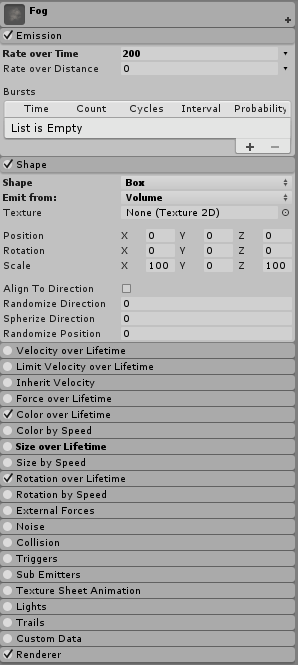 Fog
Emission
Rate over Time 200
Rate over Distance 0
Bursts
Time Count Cycles Interval Probability
List is Empty
Shape
Shape Box
Emit from: Volume
Texture None (Texture 2D)
Position X 0 Y 0 Z 0
Rotation X 0 Y 0 Z 0
Scale X 100 Y 0 Z 100
Align To Direction
Randomize Direction 0
Spherize Direction 0
Randomize Position 0
Velocity over Lifetime
Limit Velocity over Lifetime
Inherit Velocity
Force over Lifetime
Color over Lifetime
Color by Speed
Size over Lifetime
Size by Speed
Rotation over Lifetime
Rotation by Speed
External Forces
Noise
Collision
Triggers
Sub Emitters
Texture Sheet Animation
Lights
Trails
Custom Data
Renderer